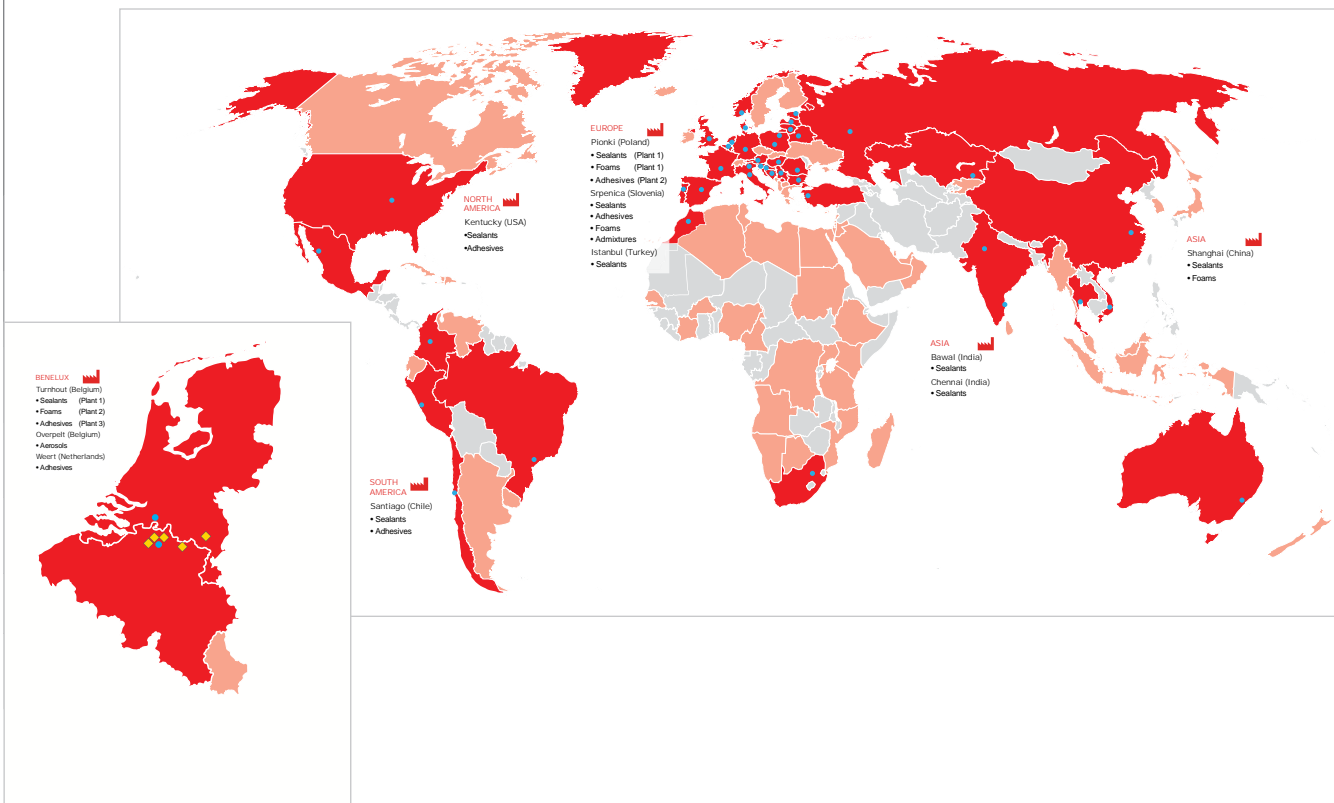 EUROPE
Pionki (Poland)
• Sealants (Plant 1)
• Foams (Plant 1)
• Adhesives (Plant 2)
Srpenica (Slovenia)
• Sealants
• Adhesives
• Foams
• Admixtures
Istanbul (Turkey)
• Sealants
NORTH
AMERICA
Kentucky (USA)
•Sealants
•Adhesives
ASIA
Shanghai (China)
• Sealants
• Foams
ASIA
Bawal (India)
• Sealants
Chennai (India)
• Sealants
BENELUX
Turnhout (Belgium)
• Sealants (Plant 1)
• Foams (Plant 2)
• Adhesives (Plant 3)
Overpelt (Belgium)
• Aerosols
Weert (Netherlands)
• Adhesives
SOUTH
AMERICA
Santiago (Chile)
• Sealants
• Adhesives